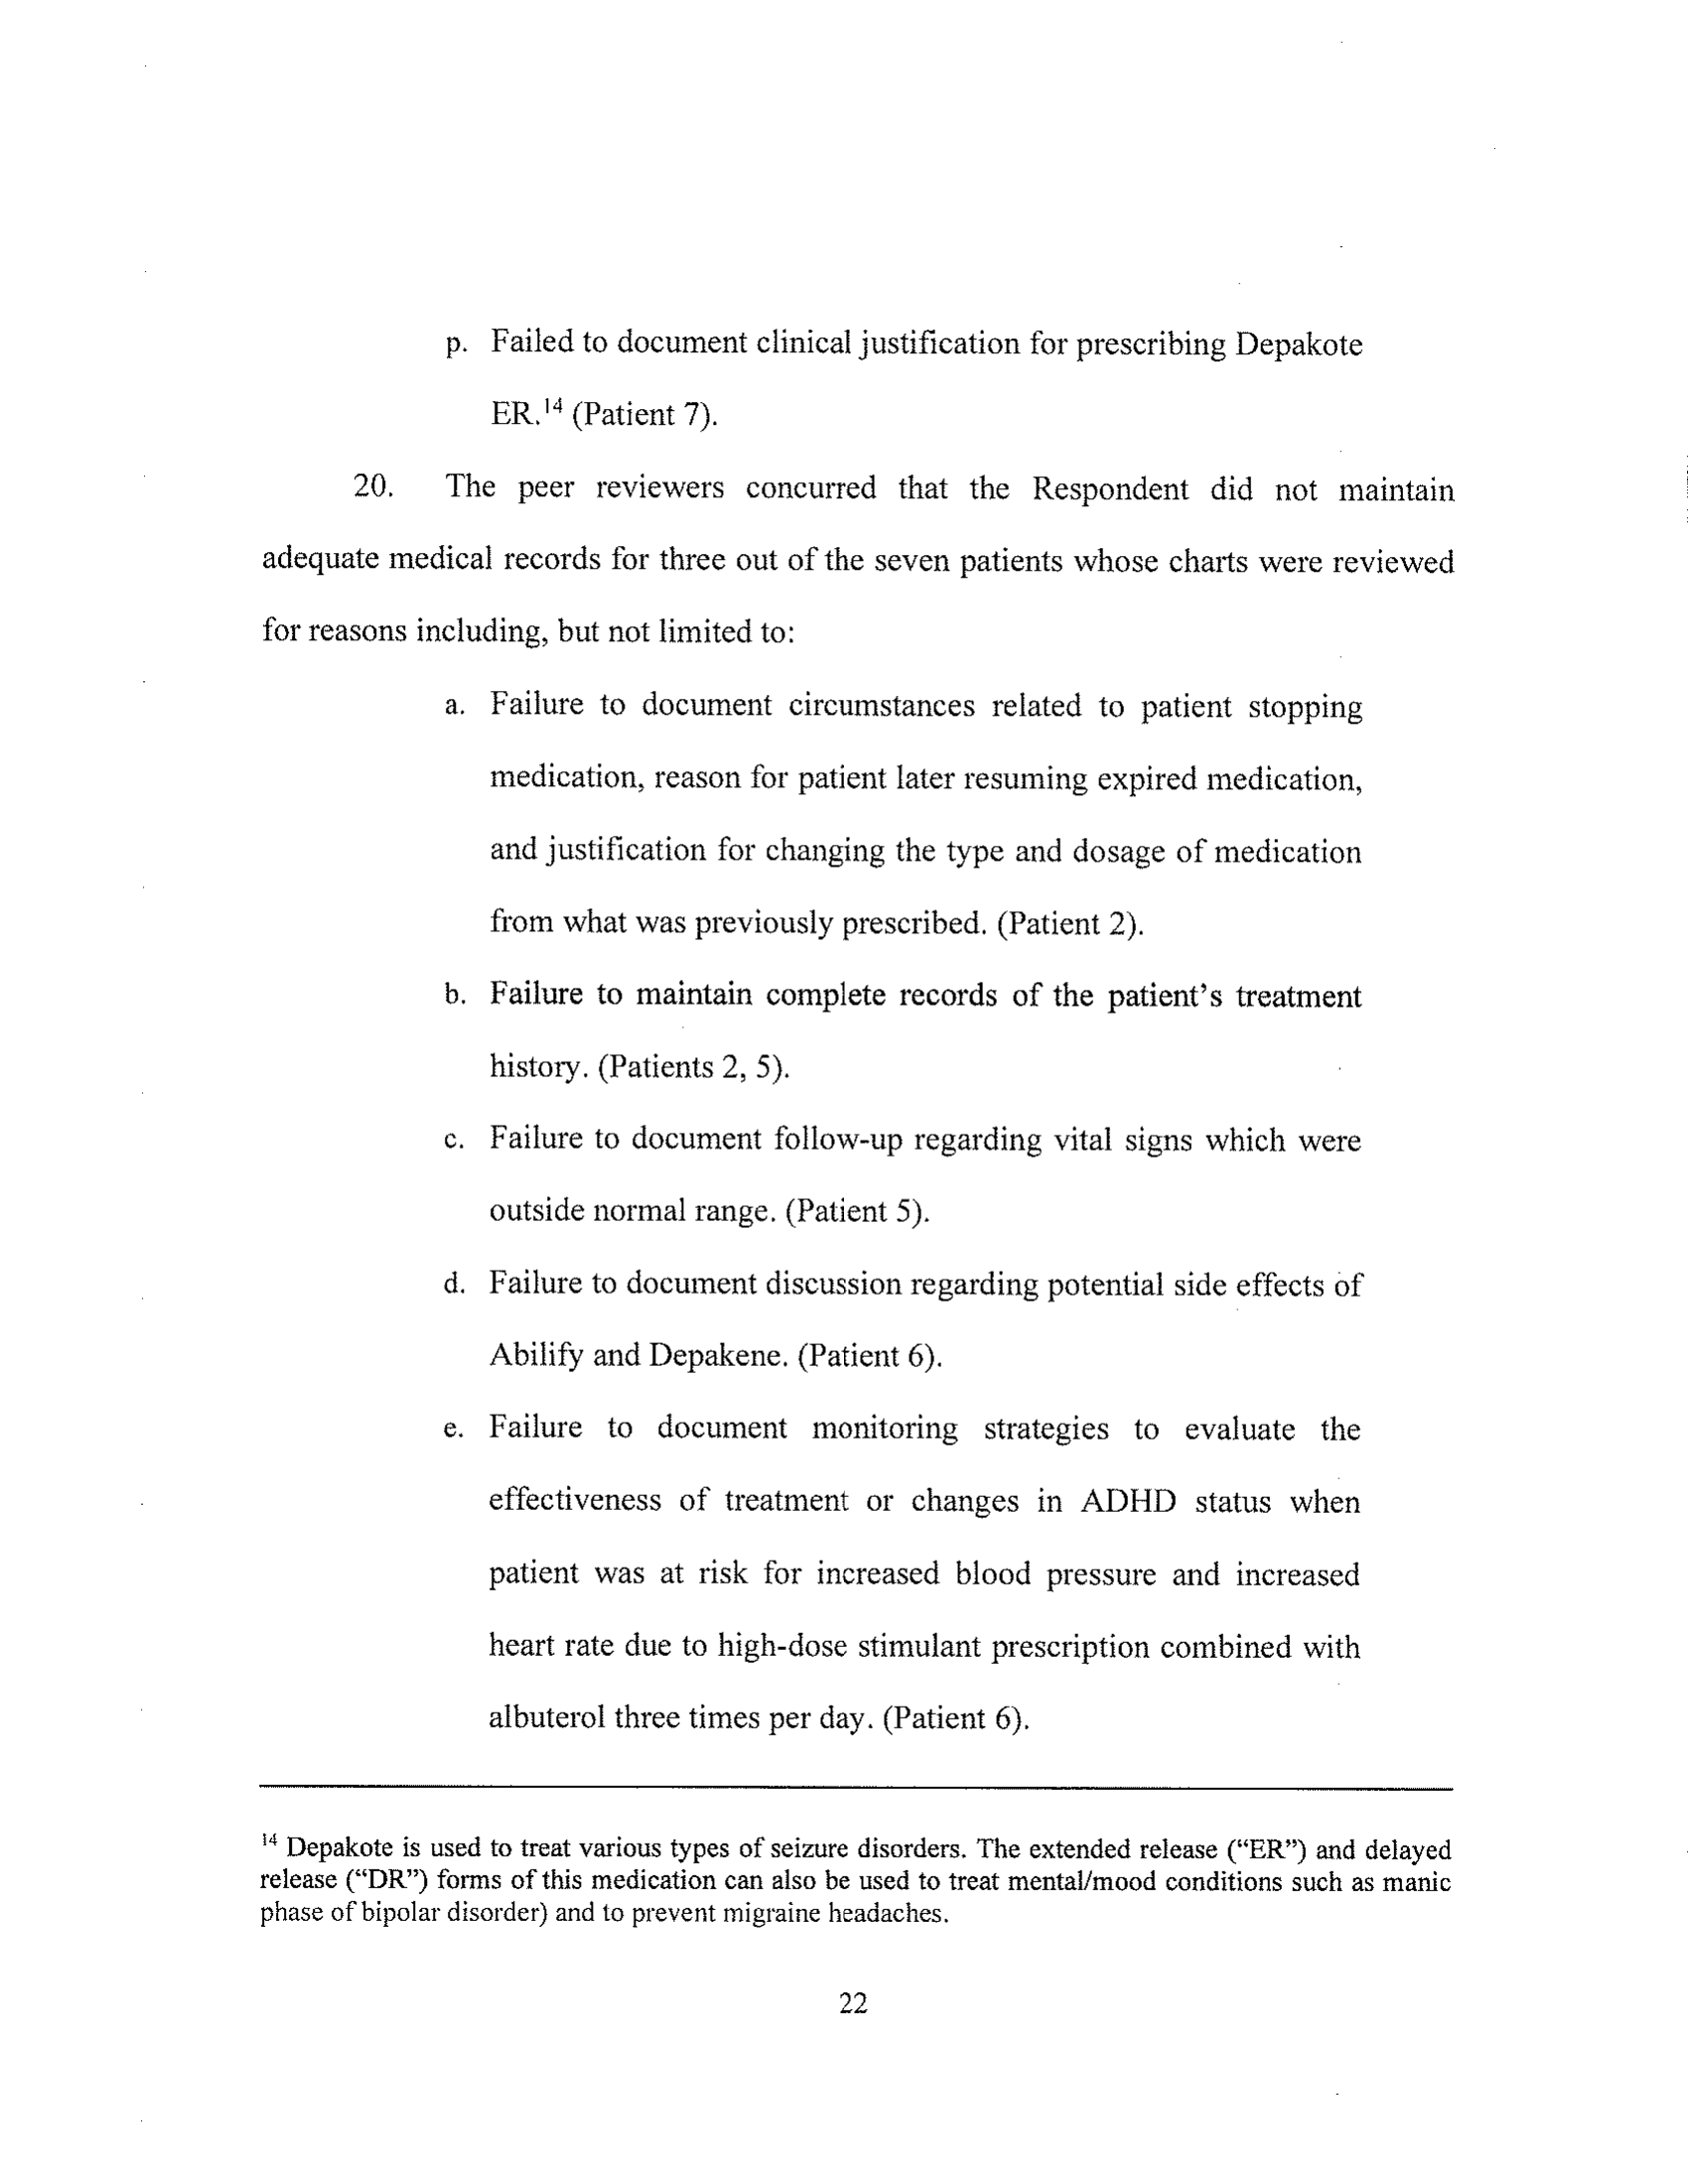 p. Failed to document clinical justification for prescribing Depakote
ER.14 (Patient 7).
20. The peer reviewers concurred that the Respondent did not maintain
adequate medical records for three out of the seven patients whose charts were reviewed
for reasons including, but not limited to:
a. Failure to document circumstances related to patient stopping
medication, reason for patient later resuming expired medication,
and justification for changing the type and dosage of medication
from what was previously prescribed. (Patient 2).
b. Failure to maintain complete records of the patient's treatment
history. (Patients 2, 5).
c. Failure to document follow-up regarding vital signs which were
outside normal range. (Patient 5).
d. Failure to document discussion regarding potential side effects of
Abilify and Depakene. (Patient 6).
e. Failure to document monitoring strategies to evaluate the
effectiveness of treatment or changes in ADHD status when
patient was at risk for increased blood pressure and increased
heart rate due to high-dose stimulant prescription combined with
albuterol three times per day. (Patient 6).
14 Depakote is used to treat various types of seizure disorders. The extended release (“ER”) and delayed
release (“DR”) forms of this medication can also be used to treat mental/mood conditions such as manic
phase of bipolar disorder) and to prevent migraine headaches.
22